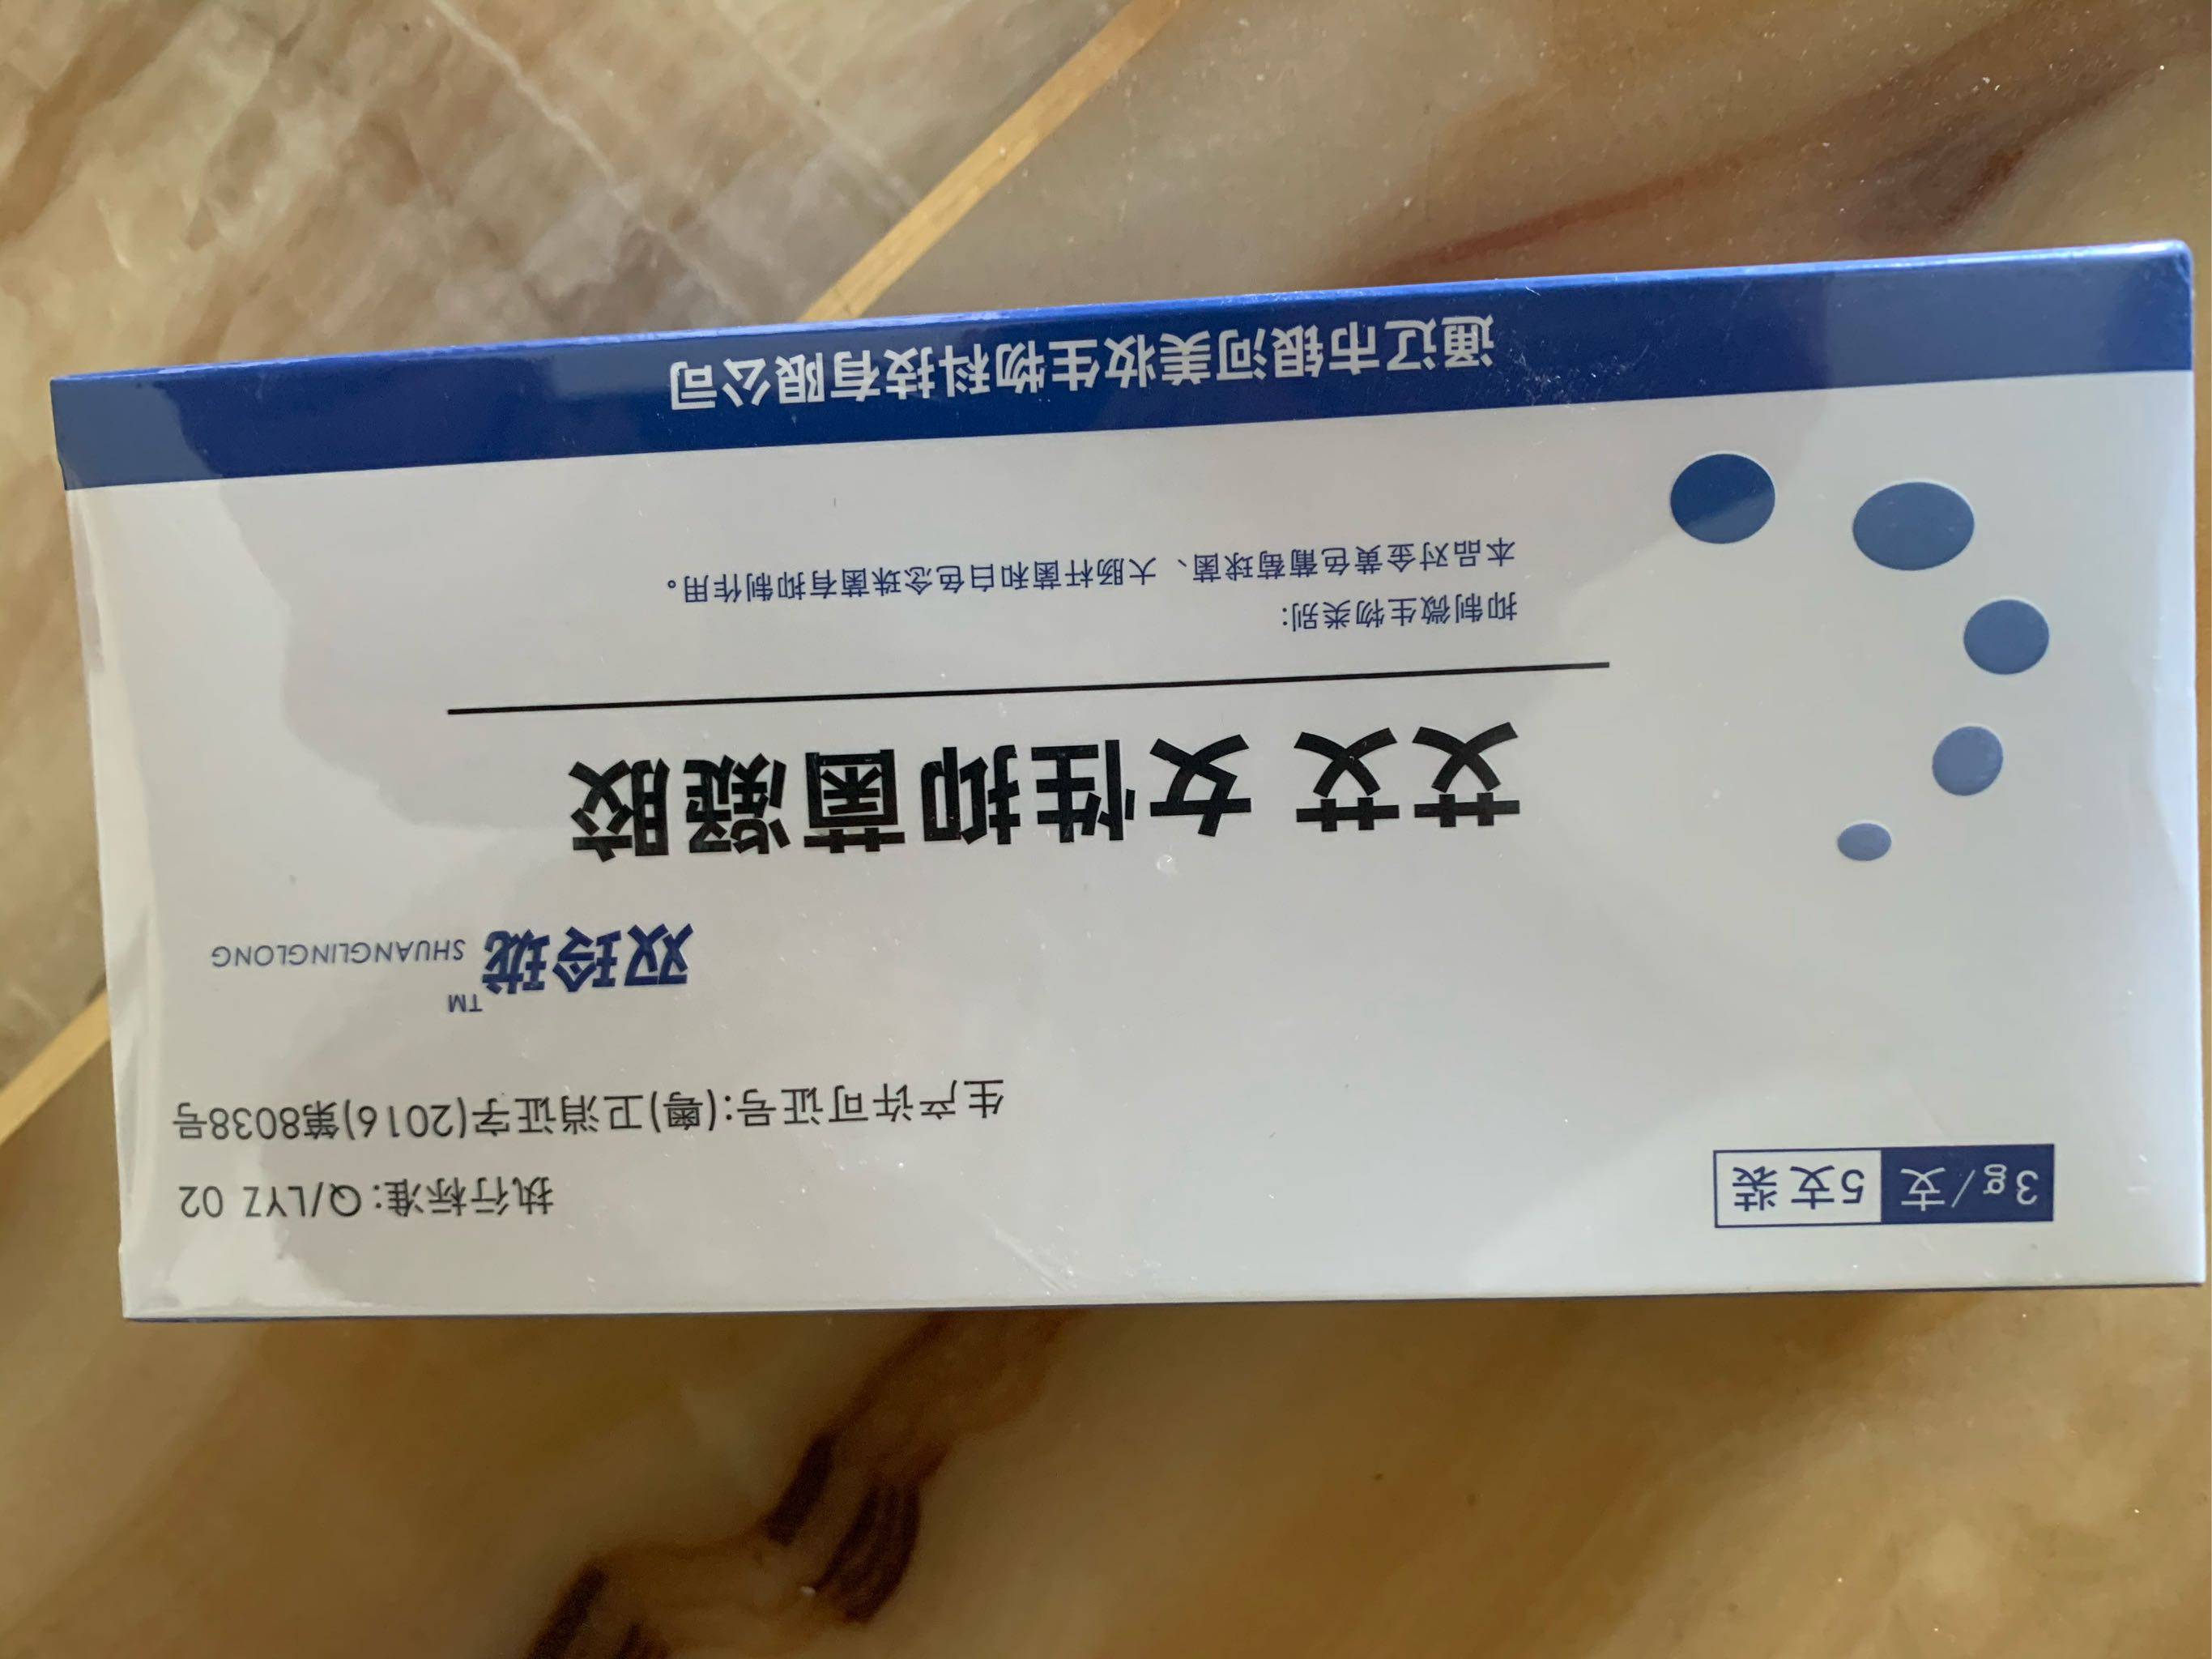 3g/支 5支装
执行标准: Q/LYZ 02
生产许可证号:(粤)卫消证字(2016)第8038号
双玲珑™ SHUANGLINGLONG
艾艾 女性抑菌凝胶
抑制微生物类别:
本品对金黄色葡萄球菌、大肠杆菌和白色念珠菌有抑制作用。
通辽市银河美妆生物科技有限公司